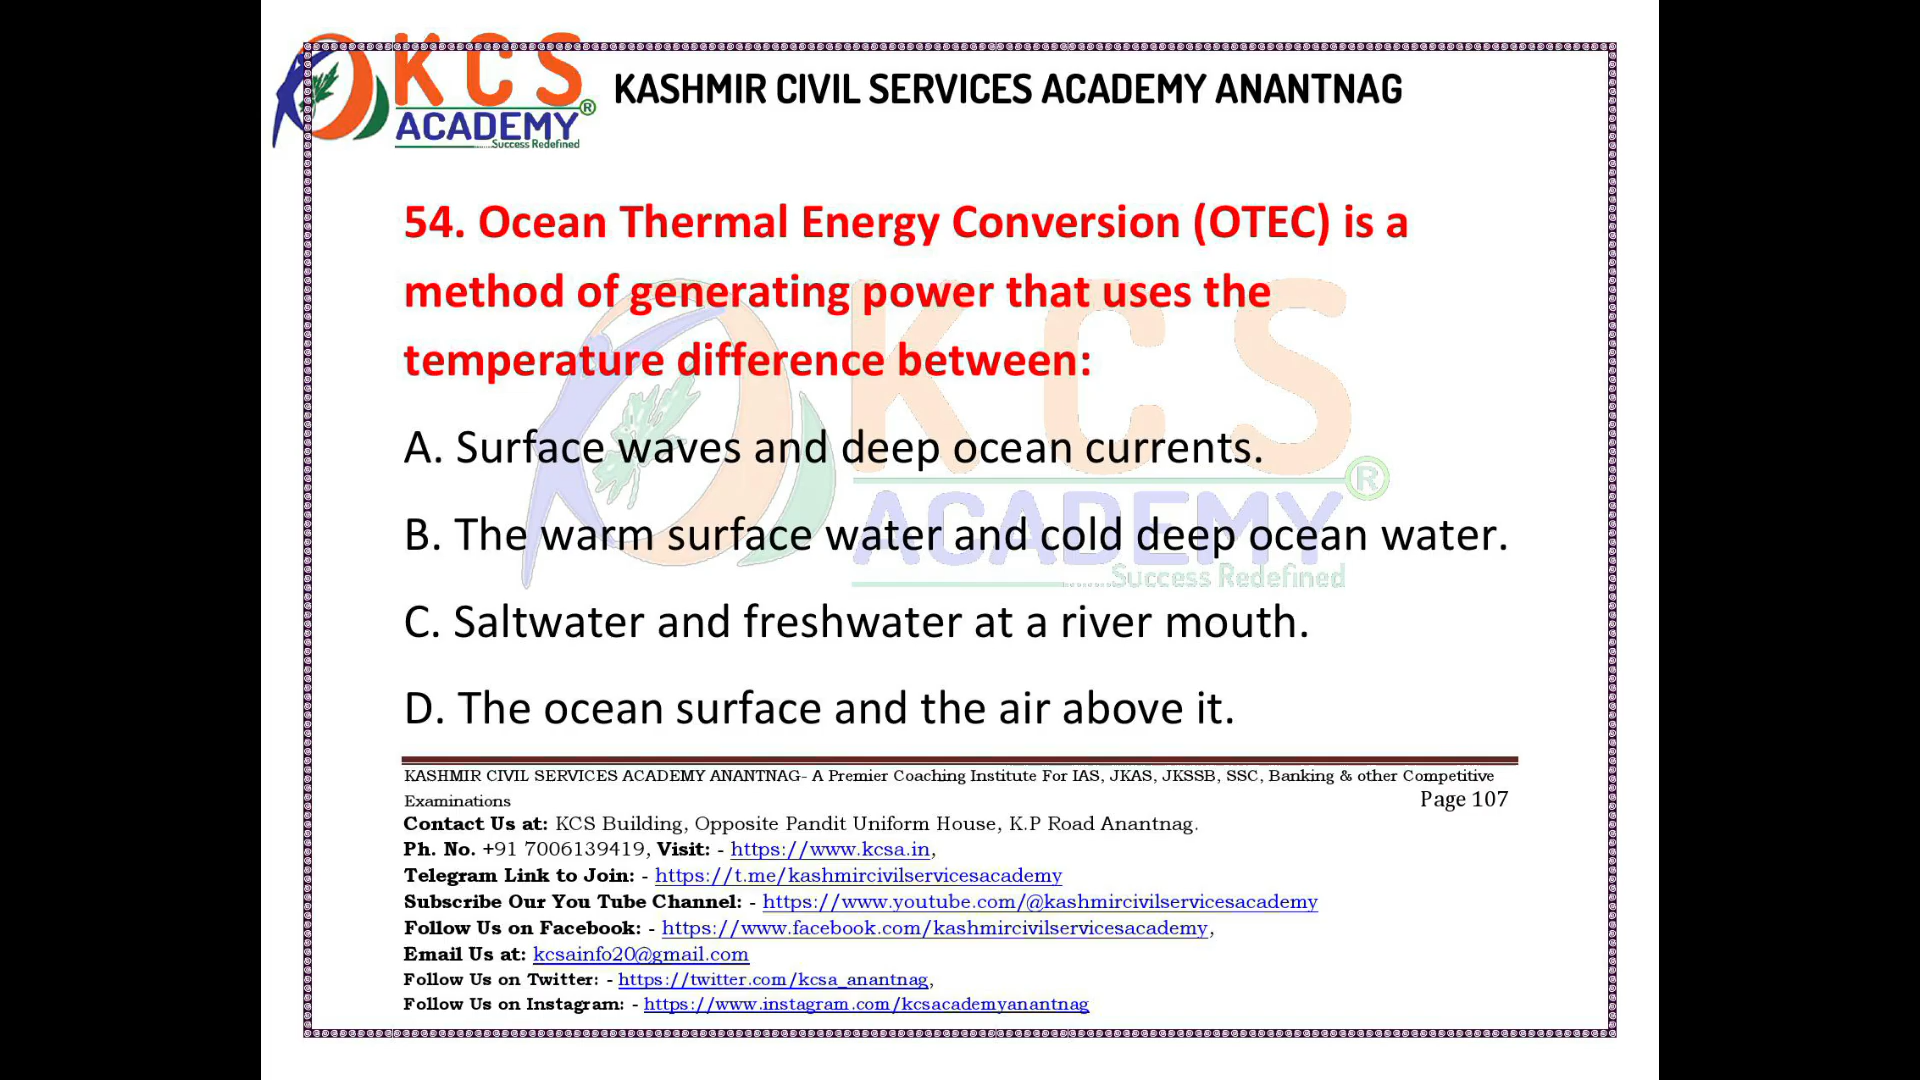 KCS
ACADEMY®
......Success Redefined
KASHMIR CIVIL SERVICES ACADEMY ANANTNAG
54. Ocean Thermal Energy Conversion (OTEC) is a
method of generating power that uses the
temperature difference between:
A. Surface waves and deep ocean currents.
B. The warm surface water and cold deep ocean water.
C. Saltwater and freshwater at a river mouth.
D. The ocean surface and the air above it.
KCS
ACADEMY®
.......Success Redefined
KASHMIR CIVIL SERVICES ACADEMY ANANTNAG- A Premier Coaching Institute For IAS, JKAS, JKSSB, SSC, Banking & other Competitive
Examinations Page 107
Contact Us at: KCS Building, Opposite Pandit Uniform House, K.P Road Anantnag.
Ph. No. +91 7006139419, Visit: - https://www.kcsa.in,
Telegram Link to Join: - https://t.me/kashmircivilservicesacademy
Subscribe Our You Tube Channel: - https://www.youtube.com/@kashmircivilservicesacademy
Follow Us on Facebook: - https://www.facebook.com/kashmircivilservicesacademy,
Email Us at: kcsainfo20@gmail.com
Follow Us on Twitter: - https://twitter.com/kcsa_anantnag,
Follow Us on Instagram: - https://www.instagram.com/kcsacademyanantnag